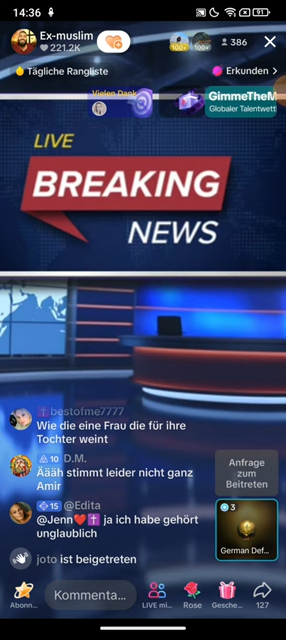 14:36
91
Ex-muslim
221.2K
100+
100+
386
Tägliche Rangliste
Erkunden
Vielen Dank
GimmeTheM
Globaler Talentwett
LIVE
BREAKING
NEWS
bestofme7777
Wie die eine Frau die für ihre
Tochter weint
10 D.M.
Äääh stimmt leider nicht ganz
Amir
15 @Edita
@Jenn❤️✝️ ja ich habe gehört
unglaublich
joto ist beigetreten
Anfrage
zum
Beitreten
3
German Def...
Kommenta...
Abonn...
LIVE mi...
Rose
Gesche...
127